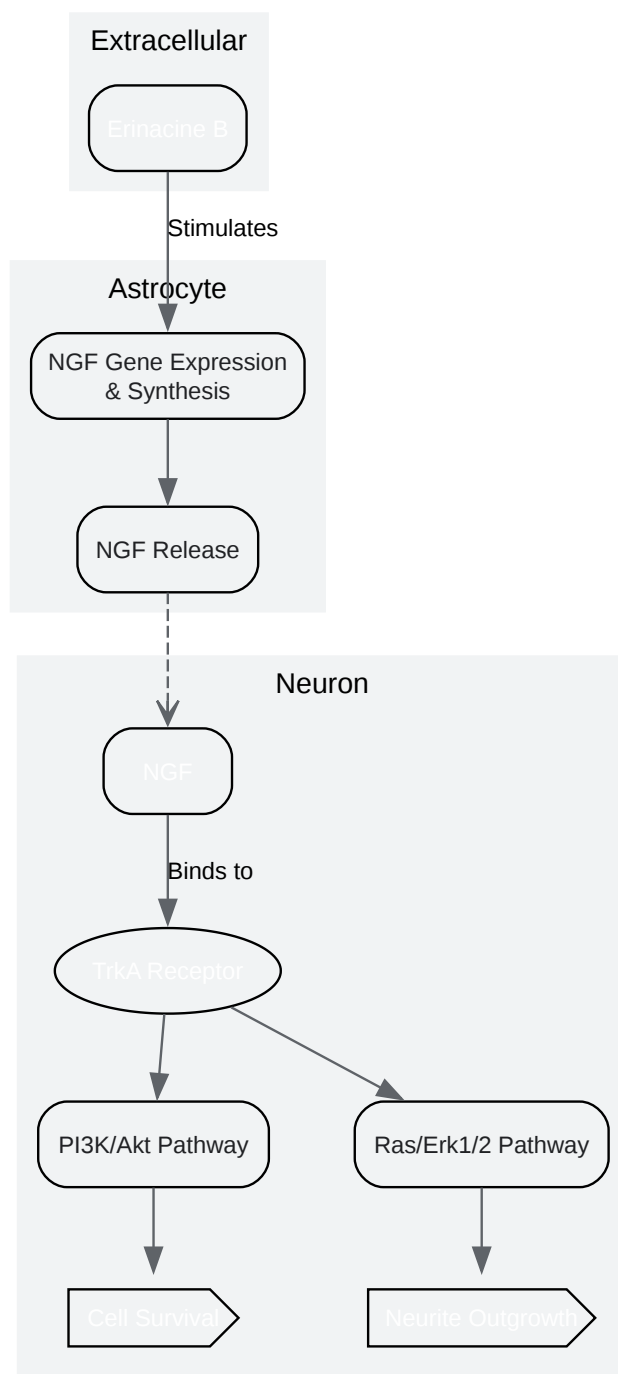 Extracellular
Erinacine B
Stimulates
Astrocyte
NGF Gene Expression
& Synthesis
NGF Release
Neuron
NGF
Binds to
TrkA Receptor
PI3K/Akt Pathway
Ras/Erk1/2 Pathway
Cell Survival
Neurite Outgrowth